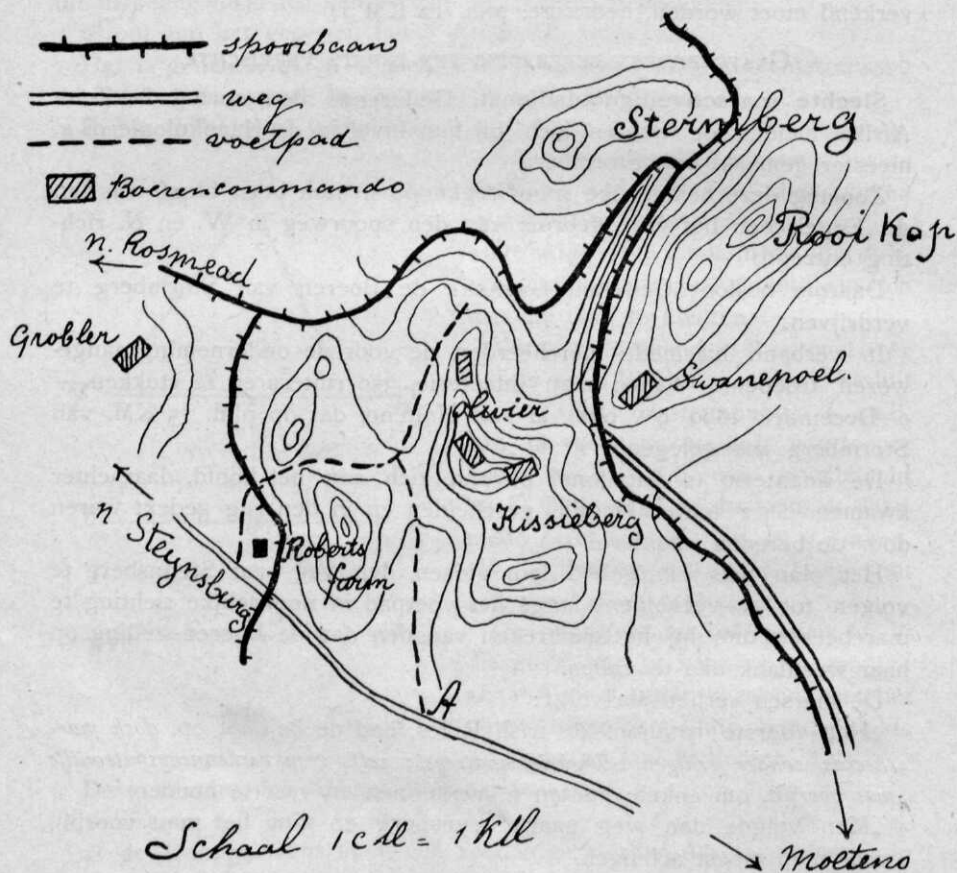 spoorbaan
weg
voetpad
Boerencommando
Sternberg
Rooi Kop
n. Rosmead
Grobler
Swanepoel.
Olivier
Kissieberg
n
Steynsburg
Roberts
farm
A
Schaal 1 cM = 1 KM
Molteno